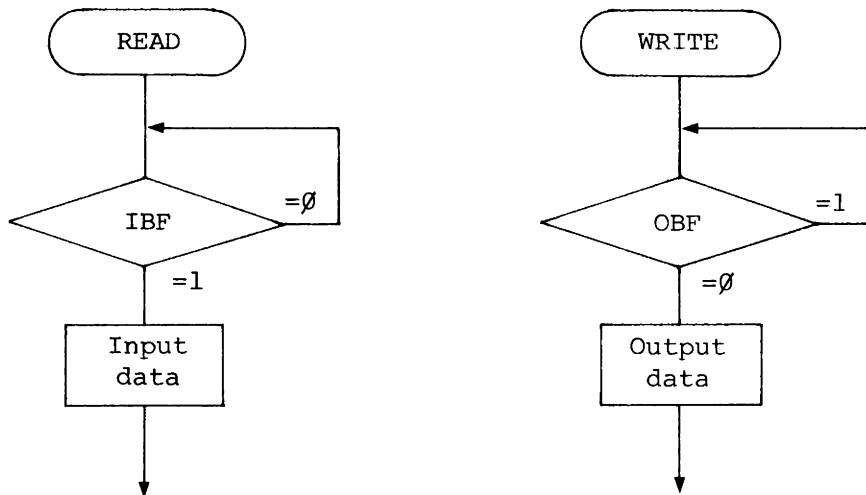 READ
IBF
=Ø
=1
Input
data
WRITE
OBF
=1
=Ø
Output
data